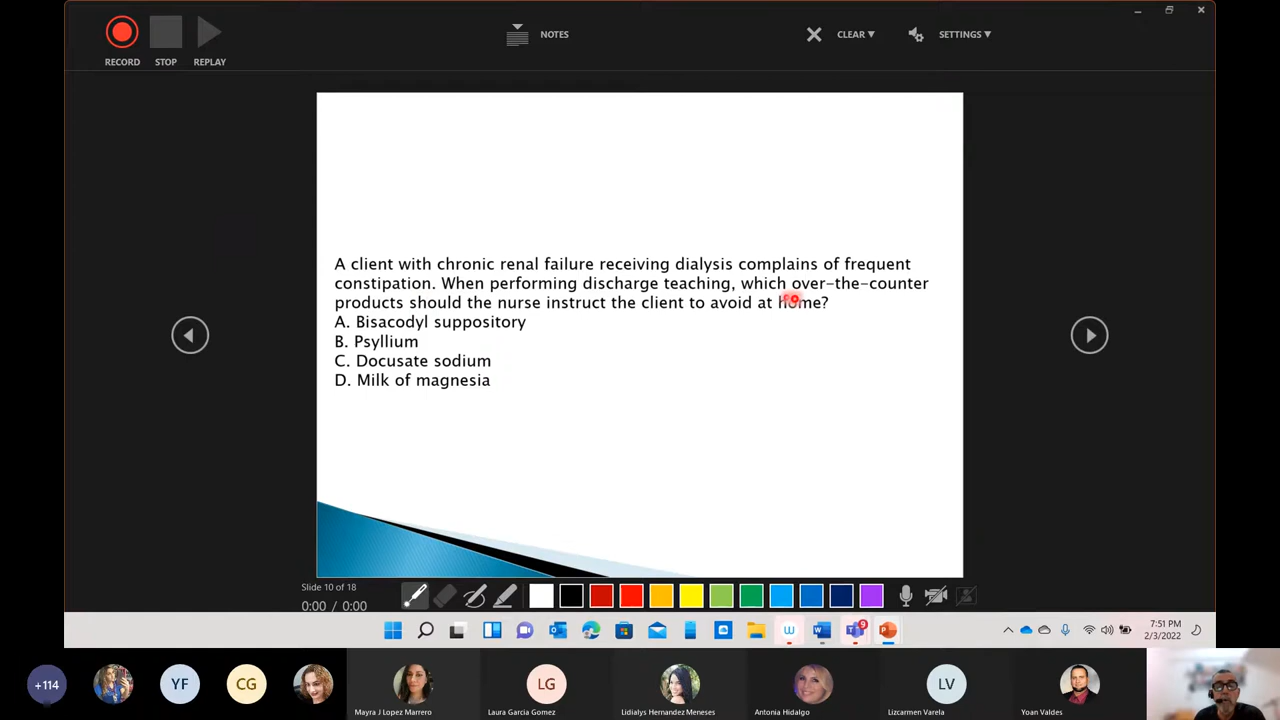 RECORD
STOP
REPLAY
NOTES
CLEAR
SETTINGS
A client with chronic renal failure receiving dialysis complains of frequent
constipation. When performing discharge teaching, which over-the-counter
products should the nurse instruct the client to avoid at home?
A. Bisacodyl suppository
B. Psyllium
C. Docusate sodium
D. Milk of magnesia
Slide 10 of 18
0:00 / 0:00
9
7:51 PM
2/3/2022
+114
YF
CG
LG
LV
Mayra J Lopez Marrero
Laura Garcia Gomez
Lidialys Hernandez Meneses
Antonia Hidalgo
Lizcarmen Varela
Yoan Valdes